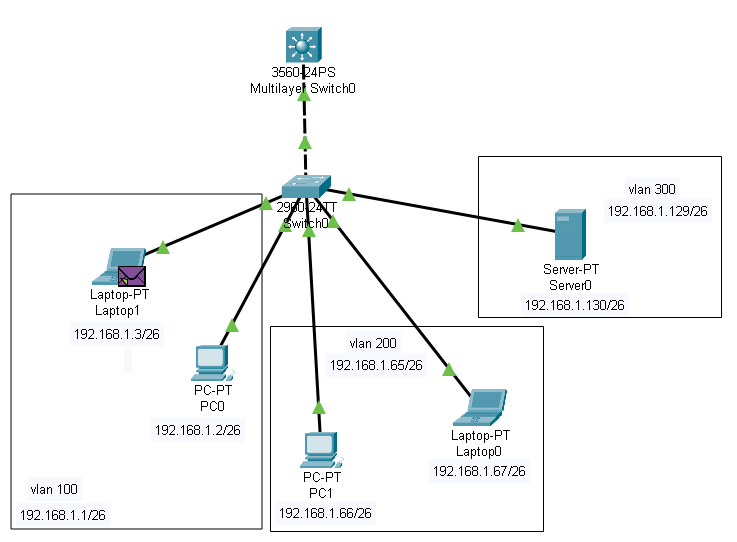 3560-24PS
Multilayer Switch0
2960-24TT
Switch0
vlan 300
192.168.1.129/26
Server-PT
Server0
192.168.1.130/26
Laptop-PT
Laptop1
192.168.1.3/26
PC-PT
PC0
192.168.1.2/26
vlan 100
192.168.1.1/26
vlan 200
192.168.1.65/26
Laptop-PT
Laptop0
192.168.1.67/26
PC-PT
PC1
192.168.1.66/26